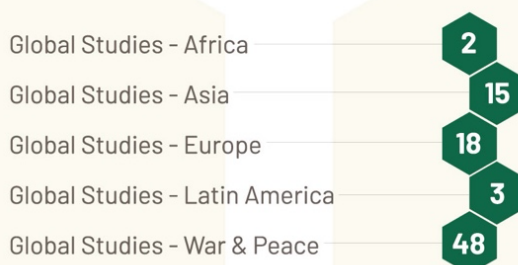 Global Studies - Africa 2
Global Studies - Asia 15
Global Studies - Europe 18
Global Studies - Latin America 3
Global Studies - War & Peace 48